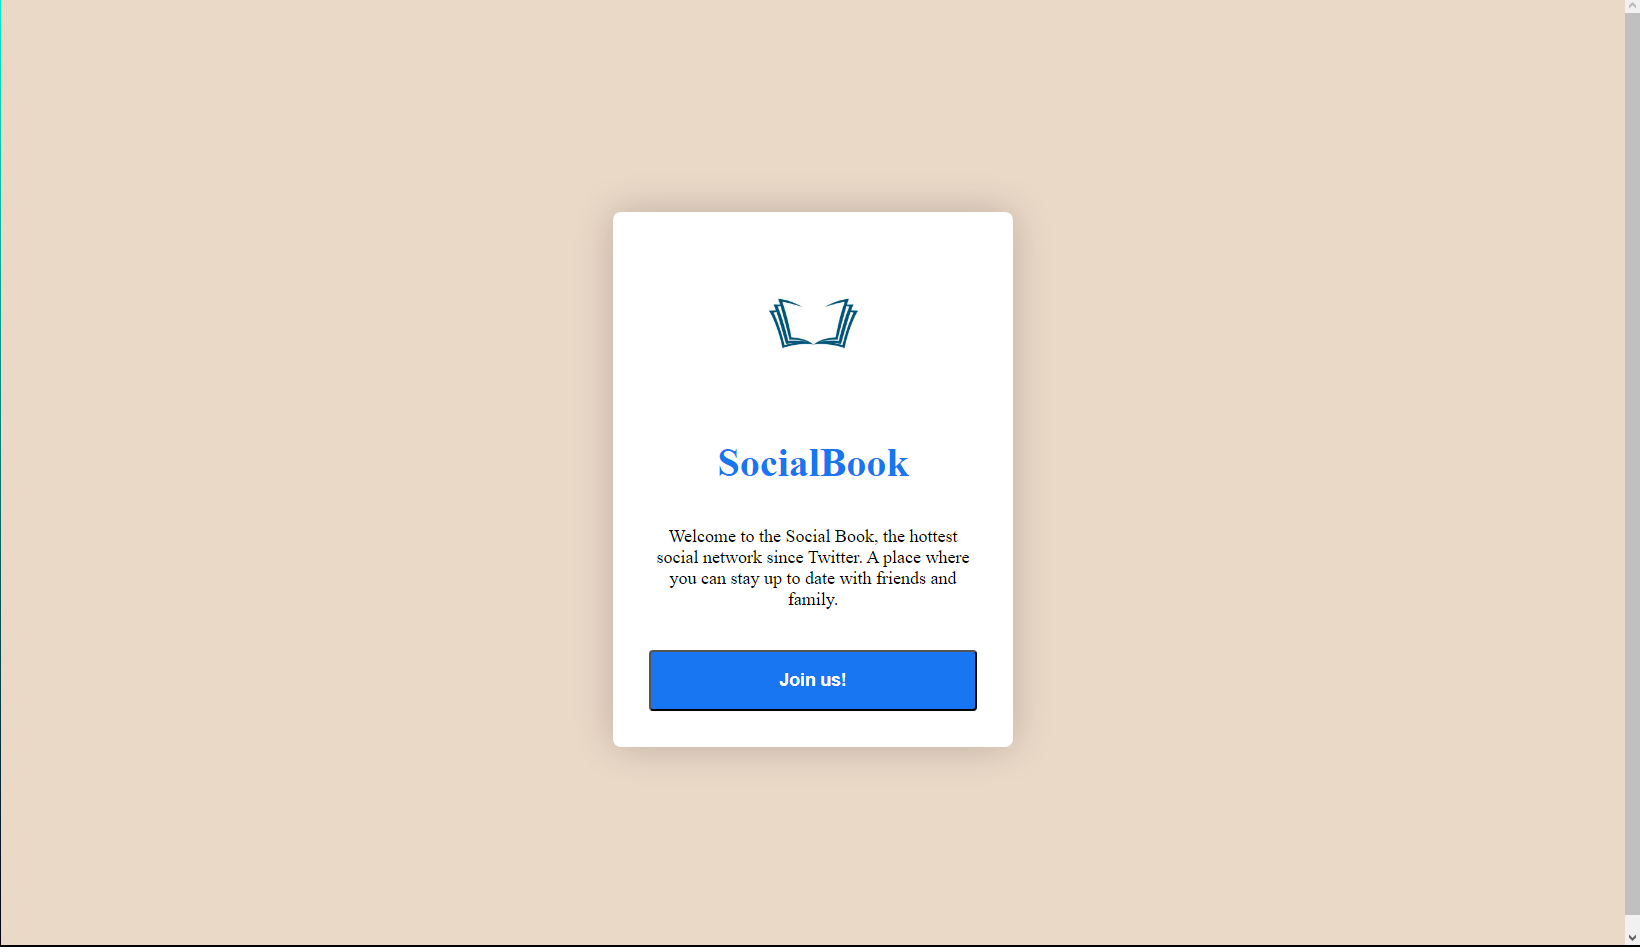 SocialBook
Welcome to the Social Book, the hottest
social network since Twitter. A place where
you can stay up to date with friends and
family.
Join us!